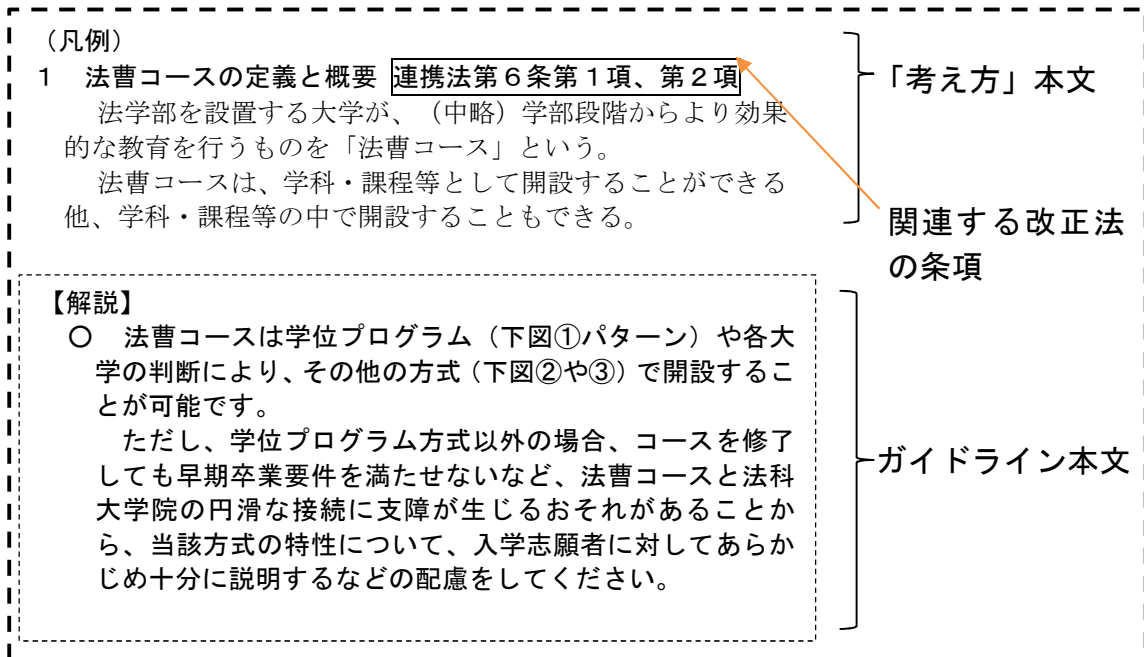 （凡例）
１　法曹コースの定義と概要 連携法第６条第１項、第２項
法学部を設置する大学が、（中略）学部段階からより効果
的な教育を行うものを「法曹コース」という。
法曹コースは、学科・課程等として開設することができる
他、学科・課程等の中で開設することもできる。
「考え方」本文
関連する改正法
の条項
【解説】
〇　法曹コースは学位プログラム（下図①パターン）や各大
学の判断により、その他の方式（下図②や③）で開設するこ
とが可能です。
ただし、学位プログラム方式以外の場合、コースを修了
しても早期卒業要件を満たせないなど、法曹コースと法科
大学院の円滑な接続に支障が生じるおそれがあることか
ら、当該方式の特性について、入学志願者に対してあらか
じめ十分に説明するなどの配慮をしてください。
ガイドライン本文